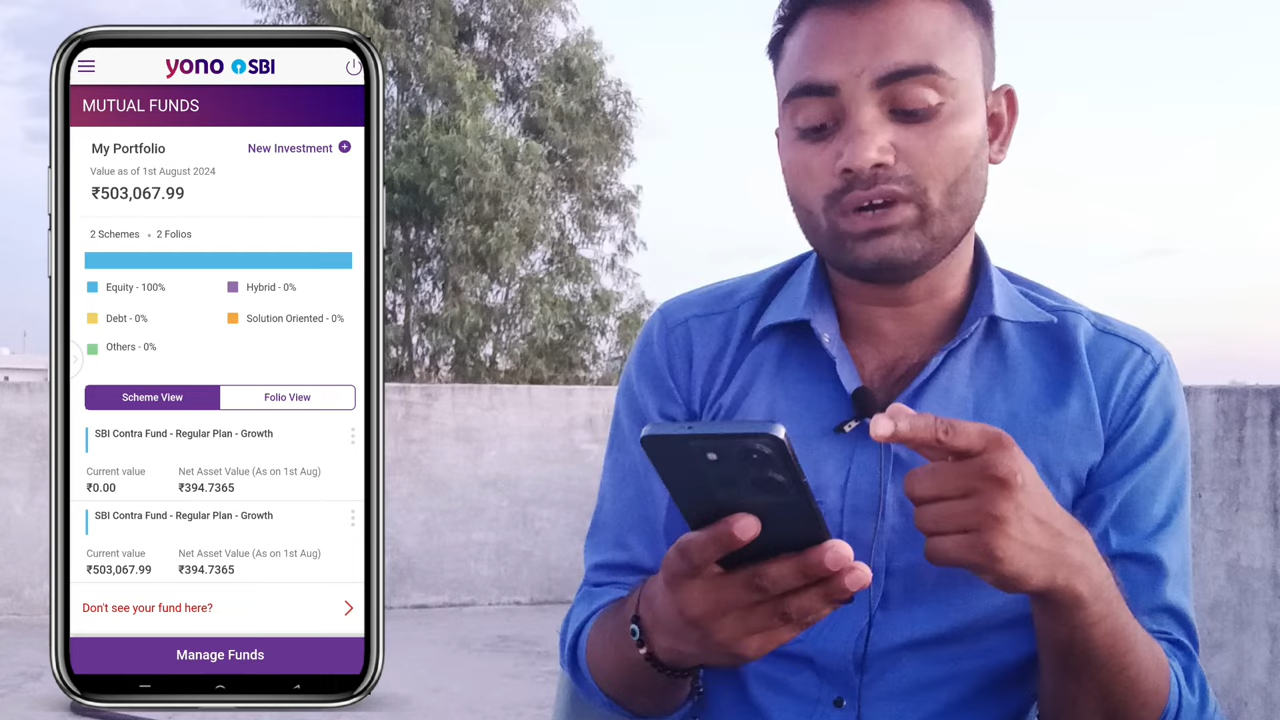 yono SBI
MUTUAL FUNDS
My Portfolio
New Investment
Value as of 1st August 2024
₹503,067.99
2 Schemes • 2 Folios
Equity - 100%
Hybrid - 0%
Debt - 0%
Solution Oriented - 0%
Others - 0%
Scheme View
Folio View
SBI Contra Fund - Regular Plan - Growth
Current value
Net Asset Value (As on 1st Aug)
₹0.00
₹394.7365
SBI Contra Fund - Regular Plan - Growth
Current value
Net Asset Value (As on 1st Aug)
₹503,067.99
₹394.7365
Don't see your fund here?
Manage Funds